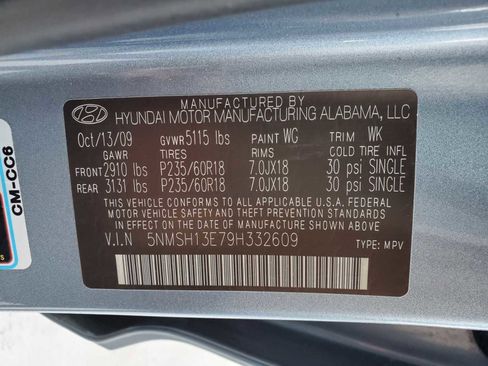 MANUFACTURED BY
HYUNDAI MOTOR MANUFACTURING ALABAMA, LLC
Oct/13/09 GVWR 5115 lbs PAINT WG TRIM WK
GAWR TIRES RIMS COLD TIRE INFL
FRONT 2910 lbs P235/60R18 7.0JX18 30 psi SINGLE
REAR 3131 lbs P235/60R18 7.0JX18 30 psi SINGLE
THIS VEHICLE CONFORMS TO ALL APPLICABLE U.S.A. FEDERAL
MOTOR VEHICLE SAFETY, BUMPER, AND THEFT PREVENTION STANDARDS
IN EFFECT ON THE DATE OF MANUFACTURE SHOWN ABOVE.
V.I.N 5NMSH13E79H332609 TYPE: MPV
CM-CC6